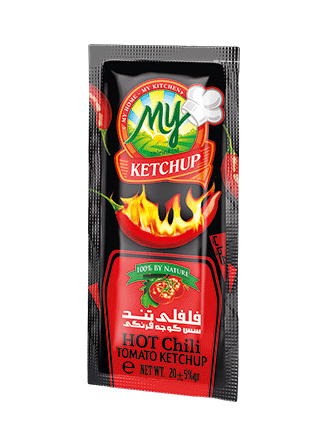 MY HOME - MY KITCHEN
My
KETCHUP
100% BY NATURE
فلفلی تند
سس گوجه فرنگی
HOT Chili
TOMATO KETCHUP
e NET WT. 20±5%gr